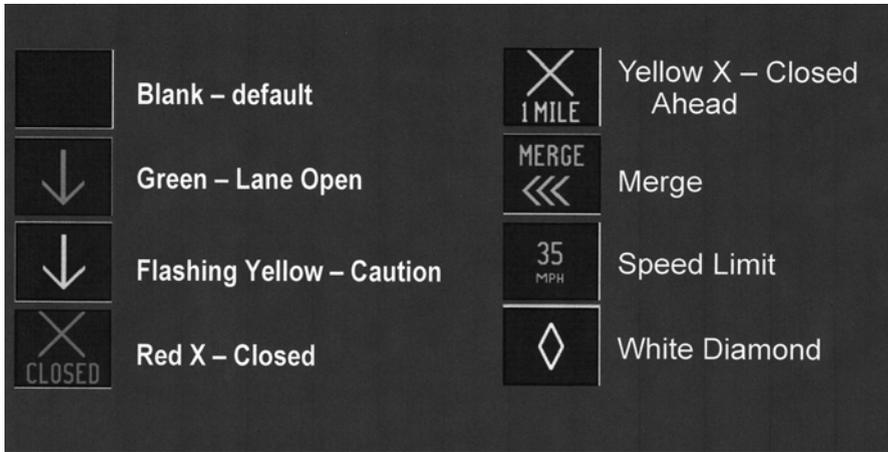 Blank – default
Green – Lane Open
Flashing Yellow – Caution
CLOSED
Red X – Closed
1 MILE
Yellow X – Closed
Ahead
MERGE
Merge
35
MPH
Speed Limit
White Diamond